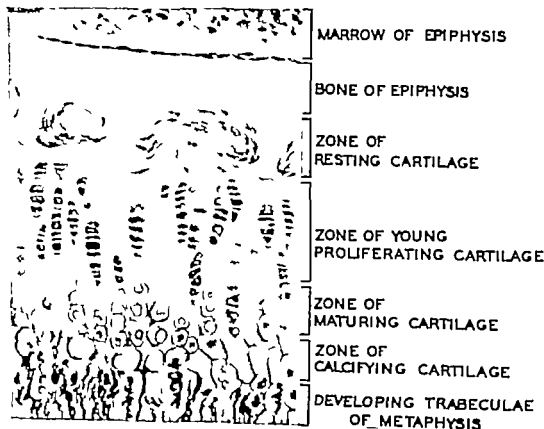 MARROW OF EPIPHYSIS
BONE OF EPIPHYSIS
ZONE OF
RESTING CARTILAGE
ZONE OF YOUNG
PROLIFERATING CARTILAGE
ZONE OF
MATURING CARTILAGE
ZONE OF
CALCIFYING CARTILAGE
DEVELOPING TRABECULAE
OF METAPHYSIS